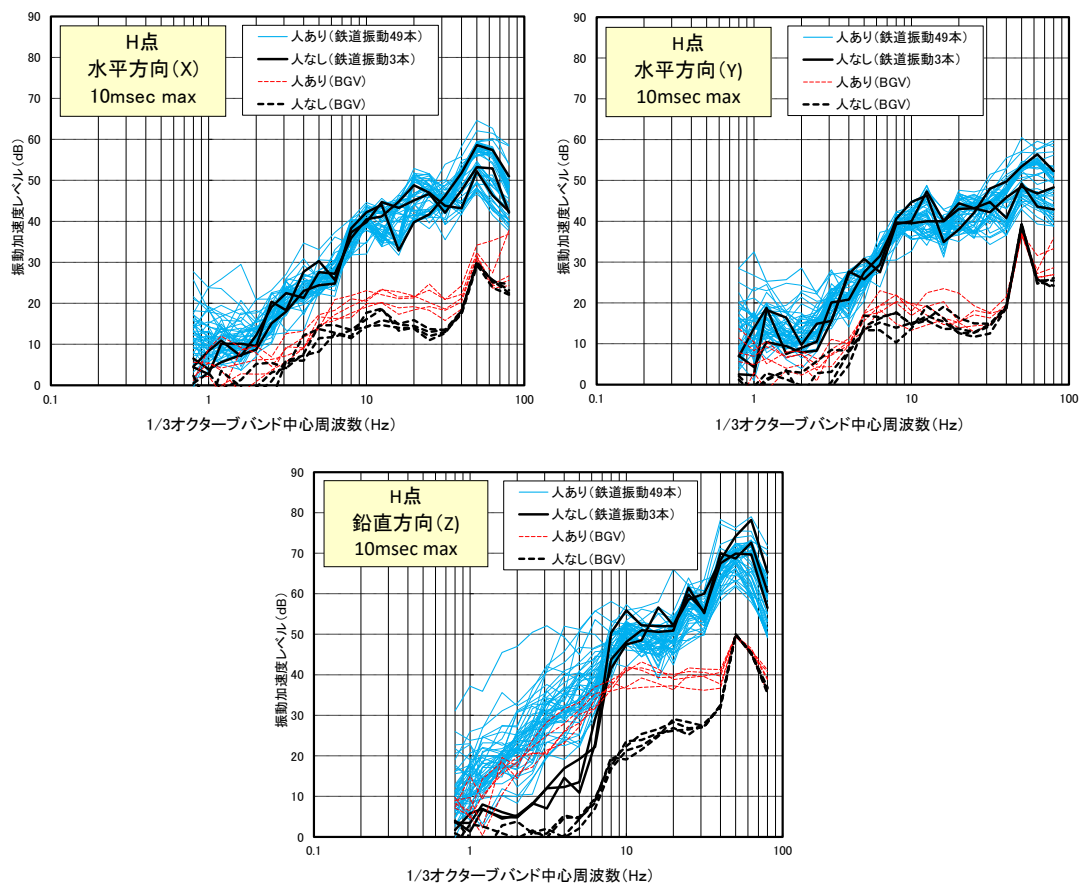 H点
水平方向(X)
10msec max
人あり(鉄道振動49本)
人なし(鉄道振動3本)
人あり(BGV)
人なし(BGV)
振動加速度レベル(dB)
90
80
70
60
50
40
30
20
10
0
0.1 1 10 100
1/3オクターブバンド中心周波数(Hz)
H点
水平方向(Y)
10msec max
人あり(鉄道振動49本)
人なし(鉄道振動3本)
人あり(BGV)
人なし(BGV)
振動加速度レベル(dB)
90
80
70
60
50
40
30
20
10
0
0.1 1 10 100
1/3オクターブバンド中心周波数(Hz)
H点
鉛直方向(Z)
10msec max
人あり(鉄道振動49本)
人なし(鉄道振動3本)
人あり(BGV)
人なし(BGV)
振動加速度レベル(dB)
90
80
70
60
50
40
30
20
10
0
0.1 1 10 100
1/3オクターブバンド中心周波数(Hz)